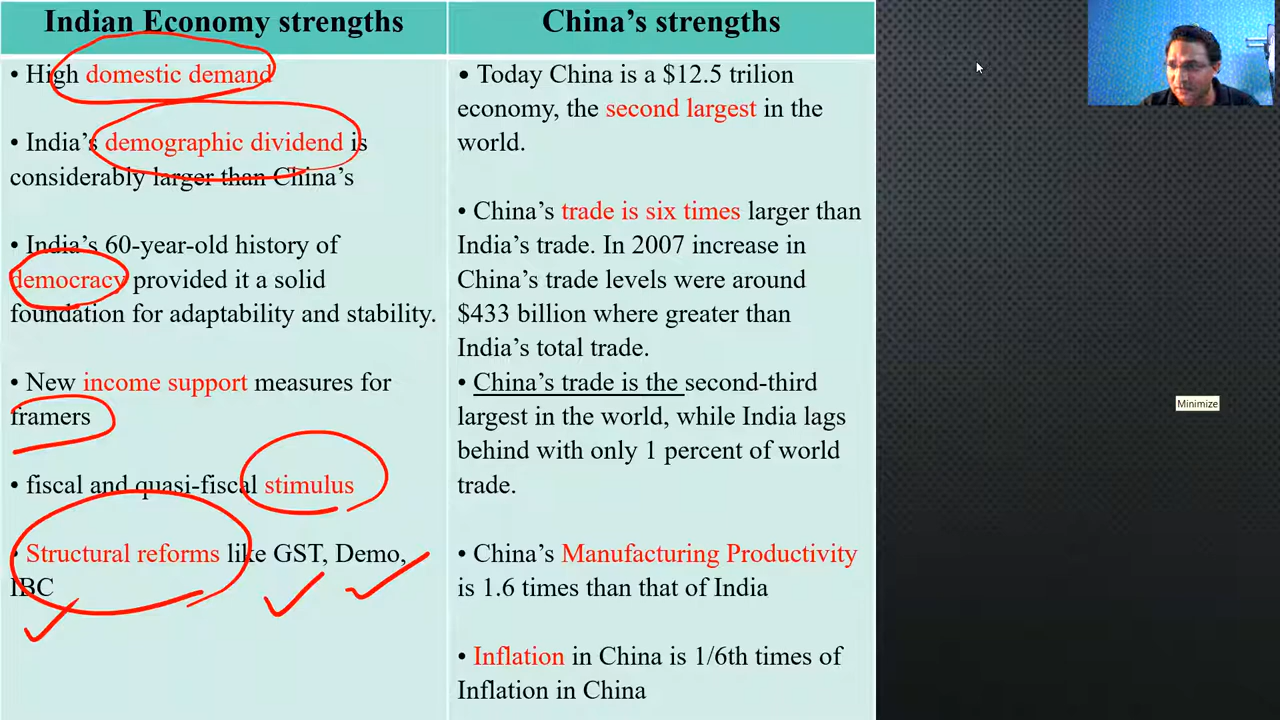 Indian Economy strengths
• High domestic demand
• India's demographic dividend is
considerably larger than China's
• India's 60-year-old history of
democracy provided it a solid
foundation for adaptability and stability.
• New income support measures for
framers
• fiscal and quasi-fiscal stimulus
• Structural reforms like GST, Demo,
IBC
China's strengths
• Today China is a $12.5 trilion
economy, the second largest in the
world.
• China's trade is six times larger than
India's trade. In 2007 increase in
China's trade levels were around
$433 billion where greater than
India's total trade.
• China's trade is the second-third
largest in the world, while India lags
behind with only 1 percent of world
trade.
• China's Manufacturing Productivity
is 1.6 times than that of India
• Inflation in China is 1/6th times of
Inflation in China
Minimize